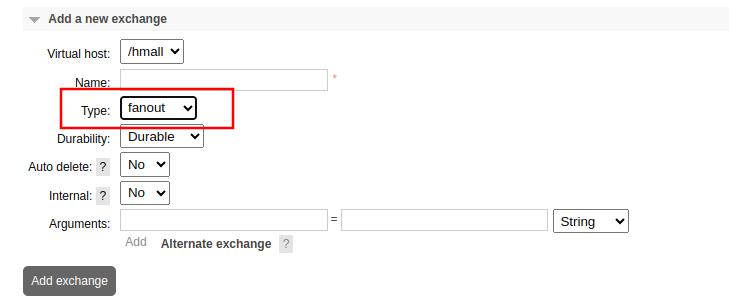 Add a new exchange
Virtual host: /hmall
Name: *
Type: fanout
Durability: Durable
Auto delete: ? No
Internal: ? No
Arguments: = String
Add Alternate exchange ?
Add exchange